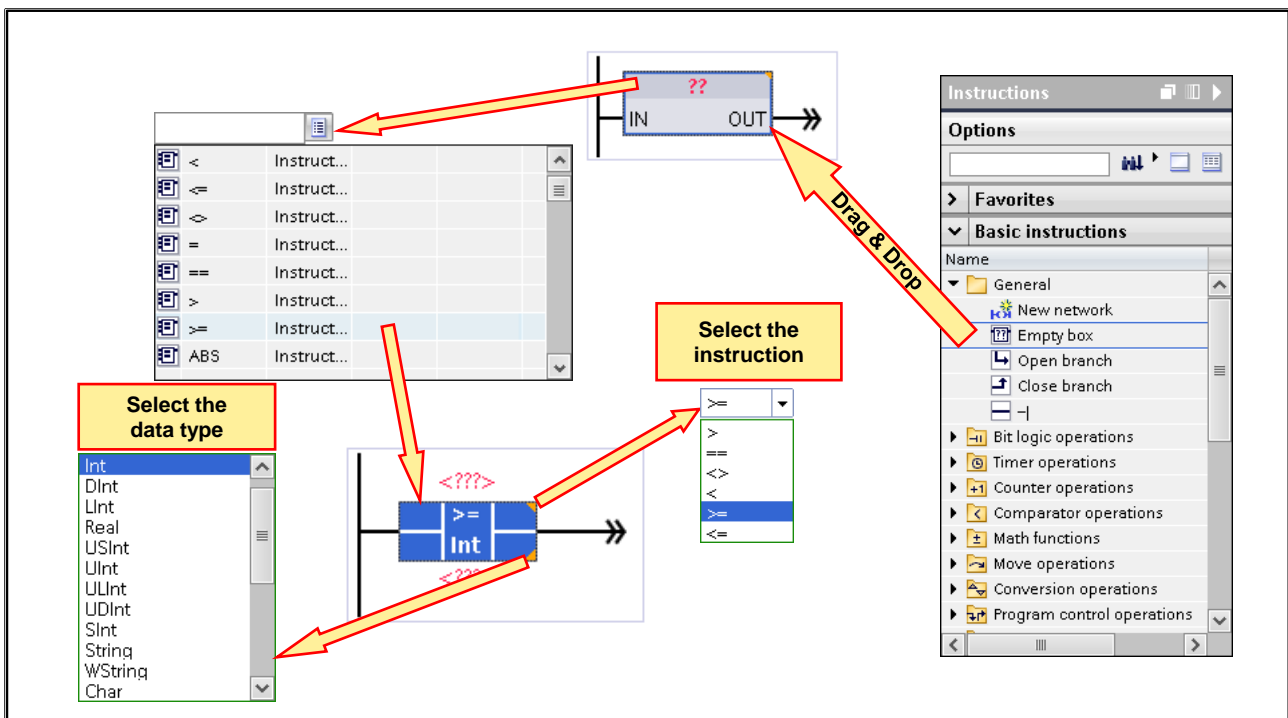 ??
IN OUT
< Instruct...
<= Instruct...
<> Instruct...
= Instruct...
== Instruct...
> Instruct...
>= Instruct...
ABS Instruct...
Drag & Drop
Instructions
Options
Favorites
Basic instructions
Name
General
New network
Empty box
Open branch
Close branch
-|
Bit logic operations
Timer operations
Counter operations
Comparator operations
Math functions
Move operations
Conversion operations
Program control operations
Select the
data type
Int
DInt
LInt
Real
USInt
UInt
ULInt
UDInt
SInt
String
WString
Char
<???>
>=
Int
Select the
instruction
>=
>
==
<>
<
>=
<=